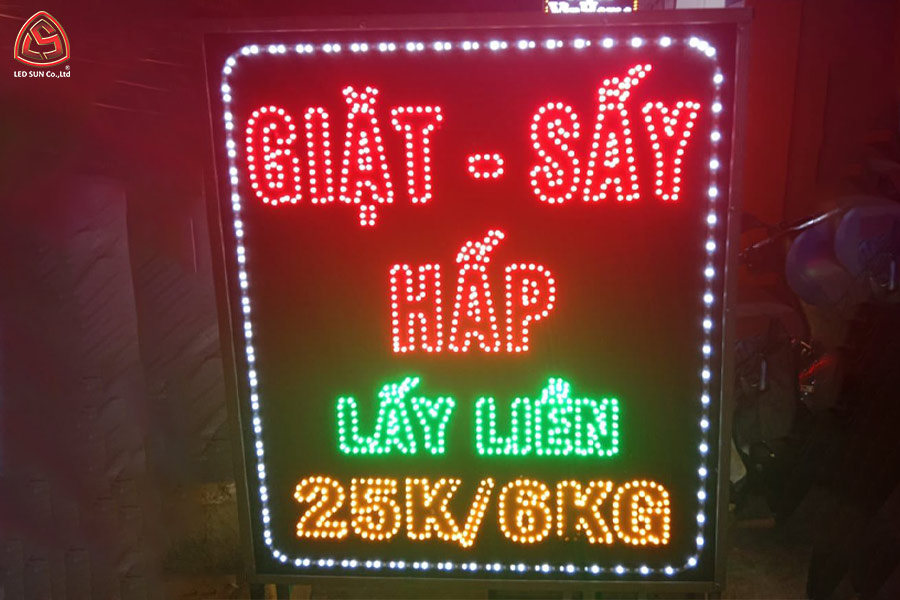 LED SUN Co.,Ltd
GIẶT - SẤY
HẤP
LẤY LIỀN
25K/6KG